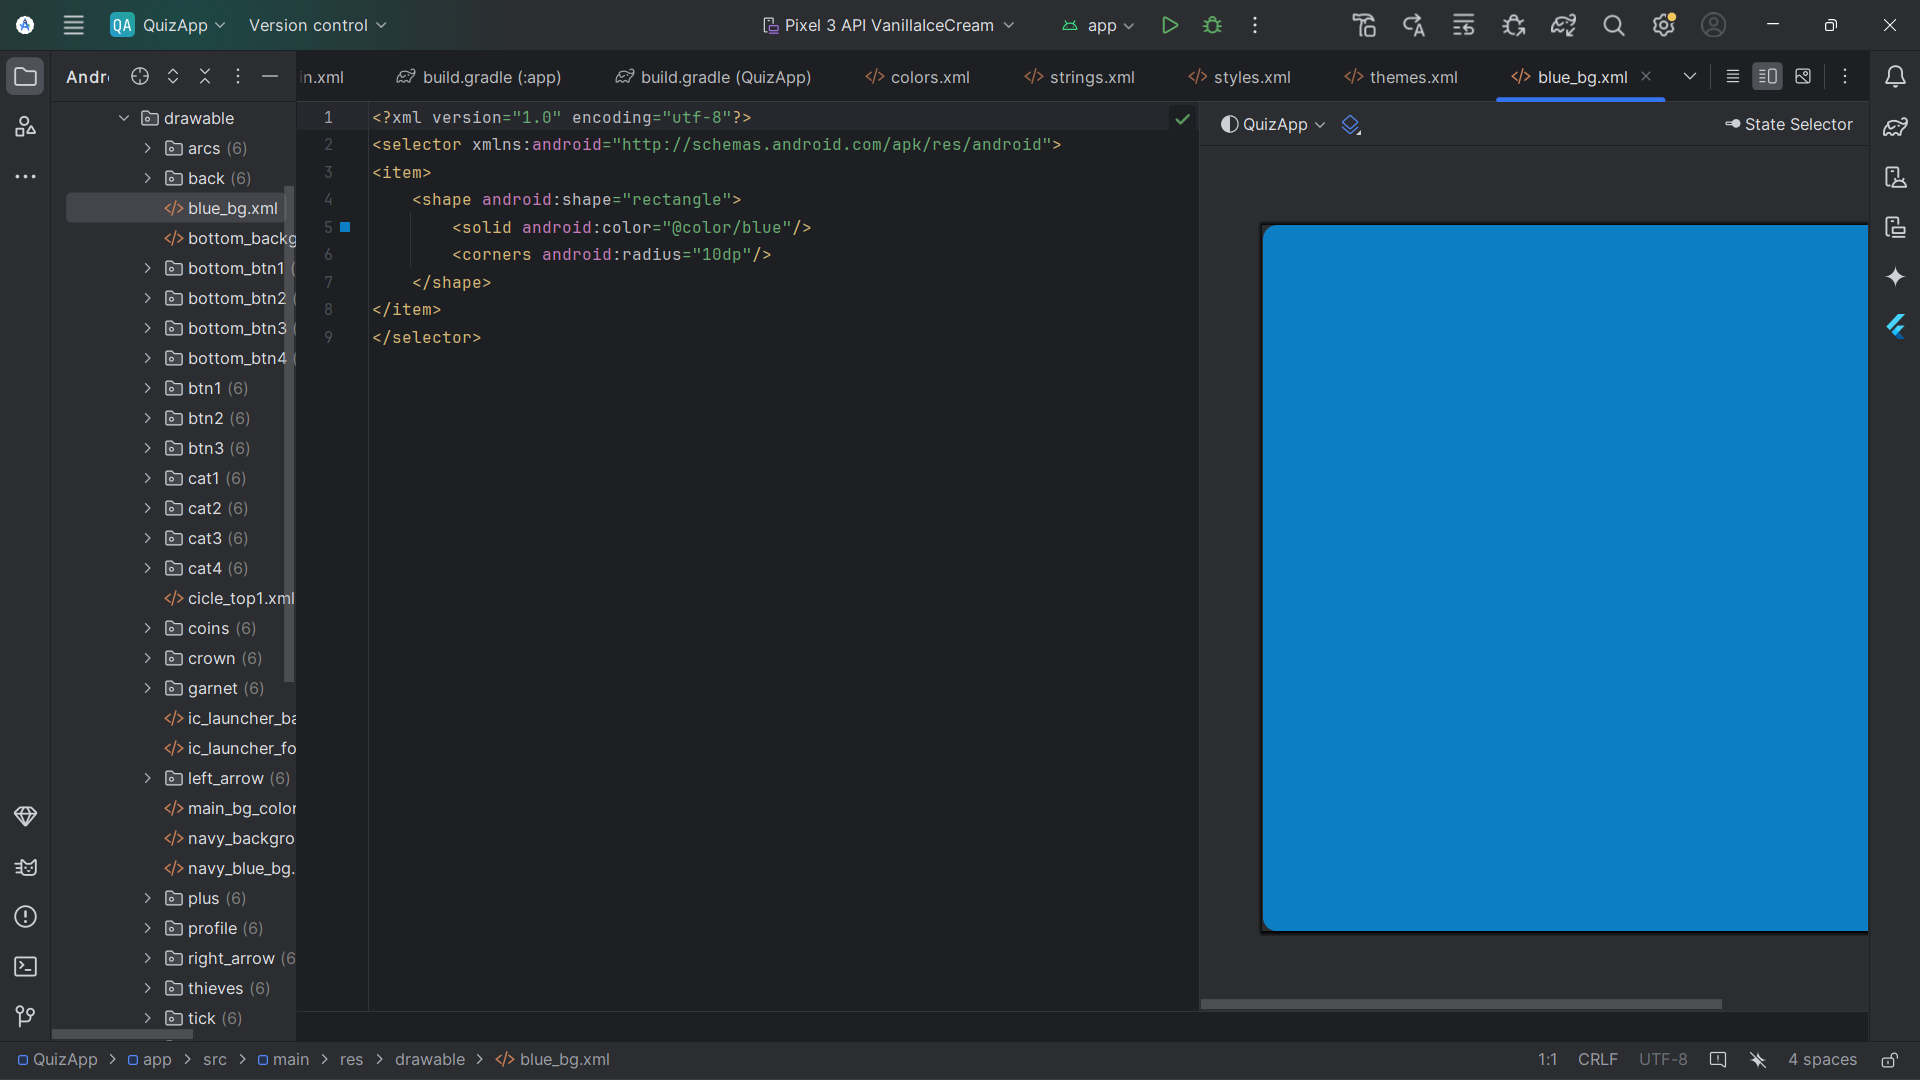 QA QuizApp Version control Pixel 3 API VanillaIceCream app
Andr
in.xml build.gradle (:app) build.gradle (QuizApp) colors.xml strings.xml styles.xml themes.xml blue_bg.xml
drawable
arcs (6)
back (6)
blue_bg.xml
bottom_backg
bottom_btn1 (
bottom_btn2 (
bottom_btn3 (
bottom_btn4 (
btn1 (6)
btn2 (6)
btn3 (6)
cat1 (6)
cat2 (6)
cat3 (6)
cat4 (6)
cicle_top1.xml
coins (6)
crown (6)
garnet (6)
ic_launcher_ba
ic_launcher_fo
left_arrow (6)
main_bg_color
navy_backgro
navy_blue_bg.
plus (6)
profile (6)
right_arrow (6
thieves (6)
tick (6)
1 <?xml version="1.0" encoding="utf-8"?>
2 <selector xmlns:android="http://schemas.android.com/apk/res/android">
3 <item>
4 <shape android:shape="rectangle">
5 <solid android:color="@color/blue"/>
6 <corners android:radius="10dp"/>
7 </shape>
8 </item>
9 </selector>
QuizApp State Selector
QuizApp app src main res drawable blue_bg.xml 1:1 CRLF UTF-8 4 spaces